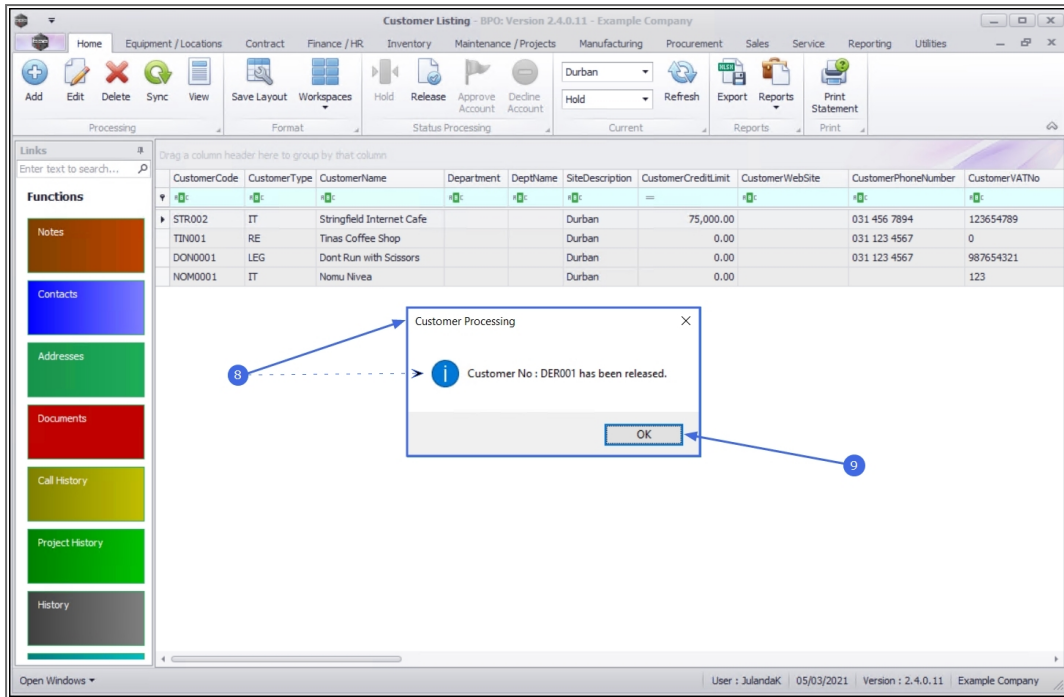 Customer Listing - BPO: Version 2.4.0.11 - Example Company
Home Equipment / Locations Contract Finance / HR Inventory Maintenance / Projects Manufacturing Procurement Sales Service Reporting Utilities
Add Edit Delete Sync View Save Layout Workspaces Hold Release Approve Account Decline Account Durban Hold Refresh Export Reports Print Statement
Processing Format Status Processing Current Reports Print
Links
Enter text to search...
Functions
Notes
Contacts
Addresses
Documents
Call History
Project History
History
Drag a column header here to group by that column
CustomerCode CustomerType CustomerName Department DeptName SiteDescription CustomerCreditLimit CustomerWebSite CustomerPhoneNumber CustomerVATNo
=
STR002 IT Stringfield Internet Cafe Durban 75,000.00 031 456 7894 123654789
TIN001 RE Tinas Coffee Shop Durban 0.00 031 123 4567 0
DON0001 LEG Dont Run with Scissors Durban 0.00 031 123 4567 987654321
NOM0001 IT Nomu Nivea Durban 0.00 123
Customer Processing
8
Customer No : DER001 has been released.
OK
9
Open Windows
User : JulandaK 05/03/2021 Version : 2.4.0.11 Example Company